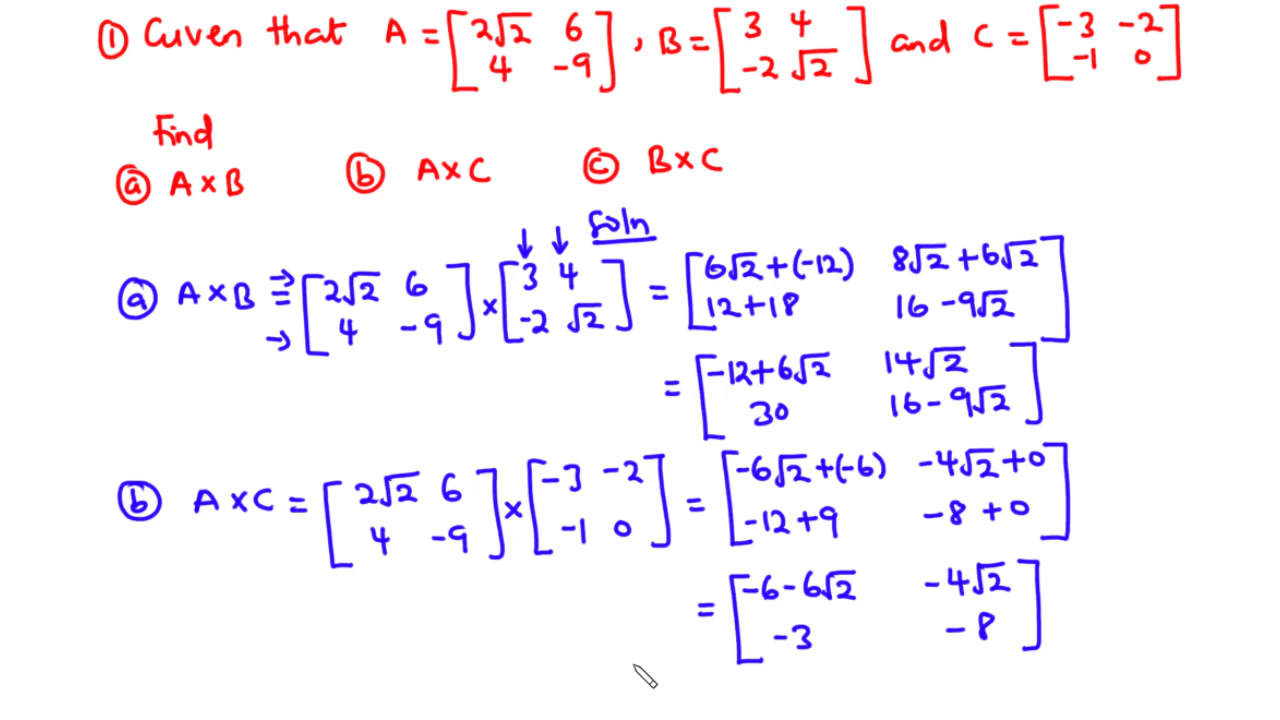 ① Given that A = [2√2 6; 4 -9], B = [3 4; -2 √2] and C = [-3 -2; -1 0]
Find
ⓐ A×B ⓑ A×C ⓒ B×C
Soln
ⓐ A×B = [2√2 6; 4 -9] × [3 4; -2 √2] = [6√2+(-12) 8√2+6√2; 12+18 16-9√2]
= [-12+6√2 14√2; 30 16-9√2]
ⓑ A×C = [2√2 6; 4 -9] × [-3 -2; -1 0] = [-6√2+(-6) -4√2+0; -12+9 -8+0]
= [-6-6√2 -4√2; -3 -8]